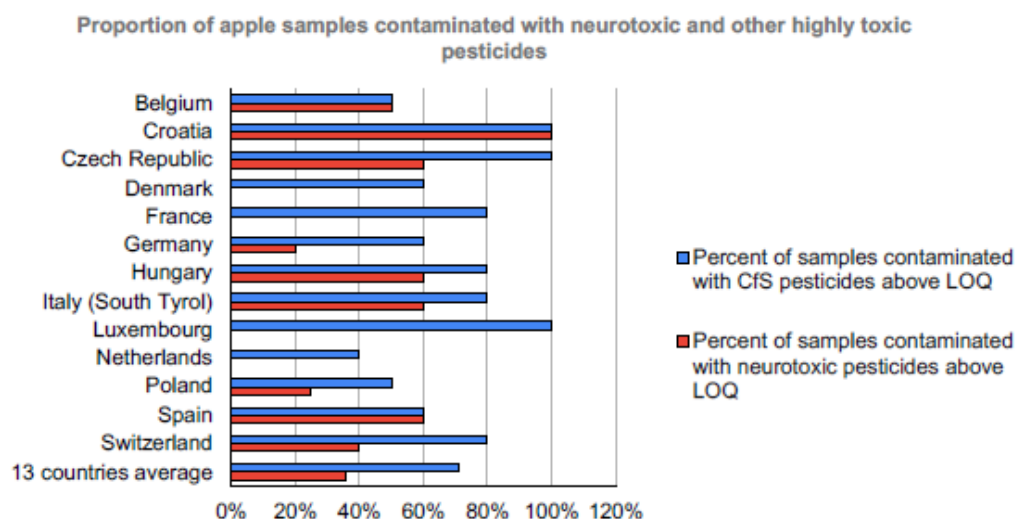 Proportion of apple samples contaminated with neurotoxic and other highly toxic
pesticides
Belgium
Croatia
Czech Republic
Denmark
France
Germany
Hungary
Italy (South Tyrol)
Luxembourg
Netherlands
Poland
Spain
Switzerland
13 countries average
0% 20% 40% 60% 80% 100% 120%
Percent of samples contaminated
with CfS pesticides above LOQ
Percent of samples contaminated
with neurotoxic pesticides above
LOQ